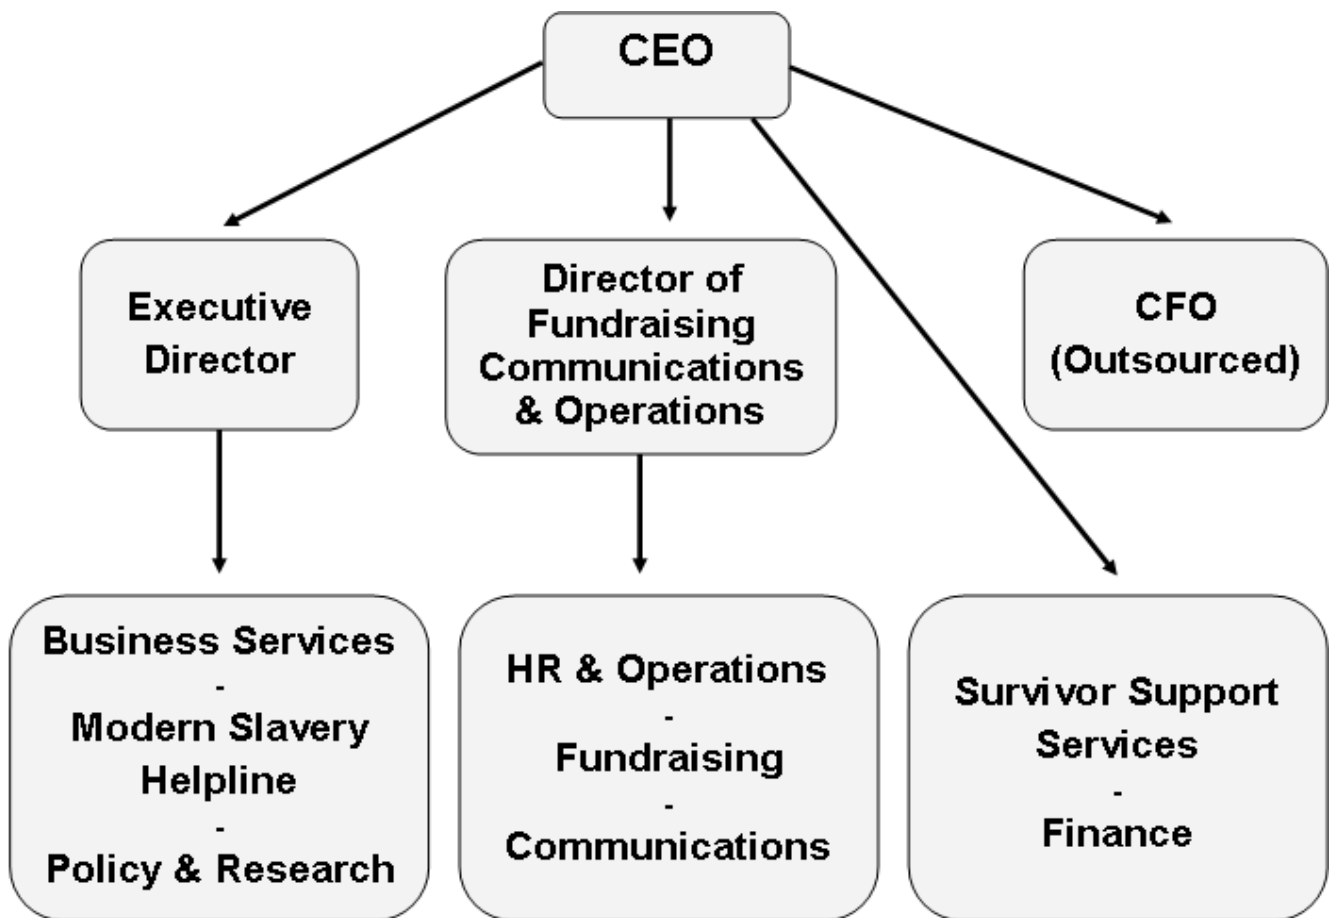 CEO
Executive
Director
Director of
Fundraising
Communications
& Operations
CFO
(Outsourced)
Business Services
-
Modern Slavery
Helpline
-
Policy & Research
HR & Operations
-
Fundraising
-
Communications
Survivor Support
Services
-
Finance